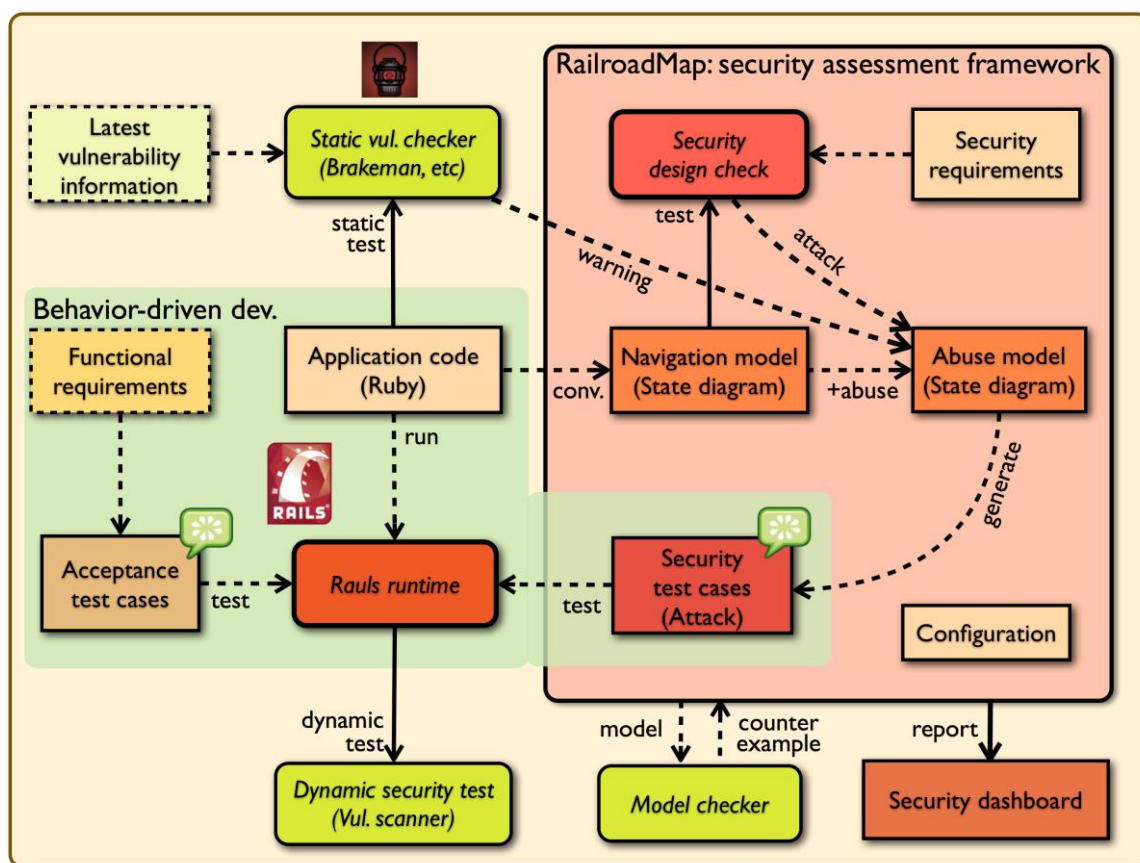 RailroadMap: security assessment framework
Latest
vulnerability
information
Static vul. checker
(Brakeman, etc)
Security
design check
Security
requirements
static
test
test
attack
warning
Behavior-driven dev.
Functional
requirements
Application code
(Ruby)
conv.
Navigation model
(State diagram)
+abuse
Abuse model
(State diagram)
run
RAILS
generate
Acceptance
test cases
test
Rauls runtime
test
Security
test cases
(Attack)
Configuration
dynamic
test
model
counter
example
report
Dynamic security test
(Vul. scanner)
Model checker
Security dashboard